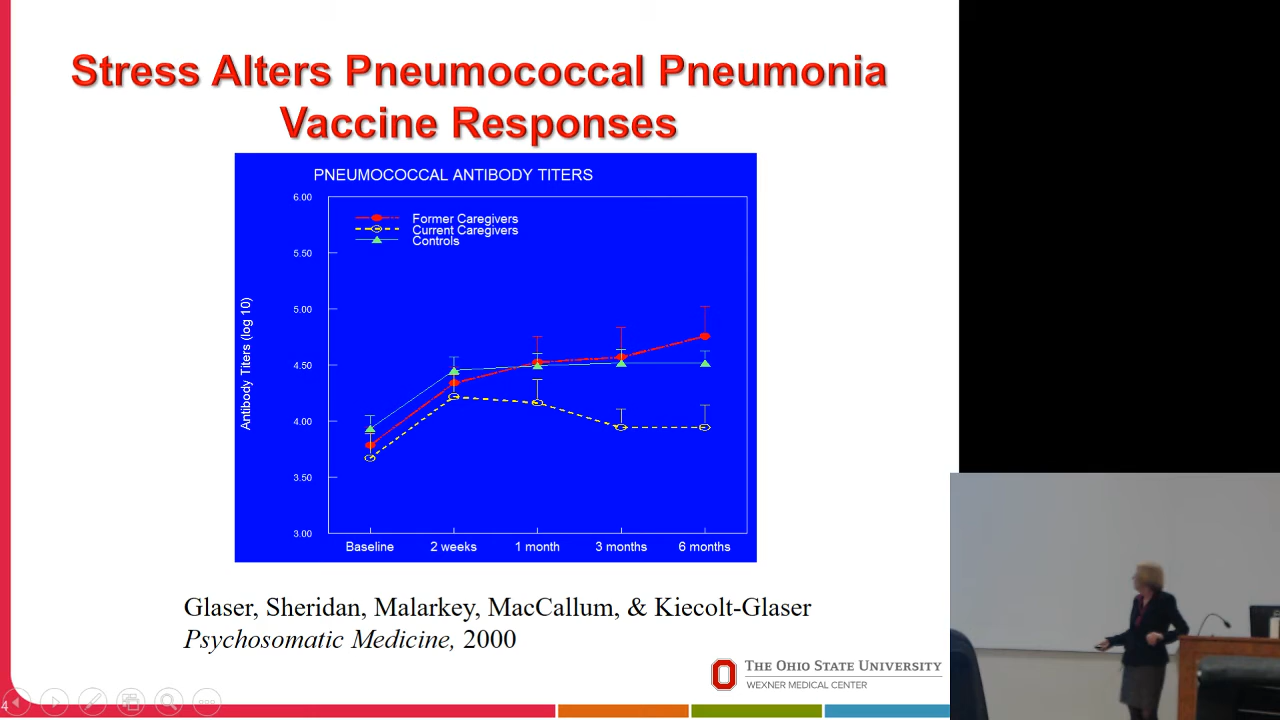 Stress Alters Pneumococcal Pneumonia
Vaccine Responses
PNEUMOCOCCAL ANTIBODY TITERS
6.00
5.50
5.00
4.50
4.00
3.50
3.00
Antibody Titers (log 10)
Former Caregivers
Current Caregivers
Controls
Baseline
2 weeks
1 month
3 months
6 months
Glaser, Sheridan, Malarkey, MacCallum, & Kiecolt-Glaser
Psychosomatic Medicine, 2000
THE OHIO STATE UNIVERSITY
WEXNER MEDICAL CENTER
4